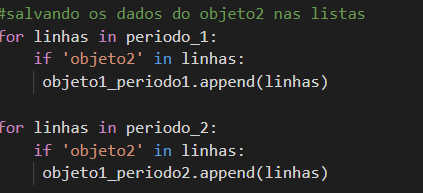 #salvando os dados do objeto2 nas listas
for linhas in periodo_1:
    if 'objeto2' in linhas:
     objeto1_periodo1.append(linhas)

for linhas in periodo_2:
    if 'objeto2' in linhas:
     objeto1_periodo2.append(linhas)